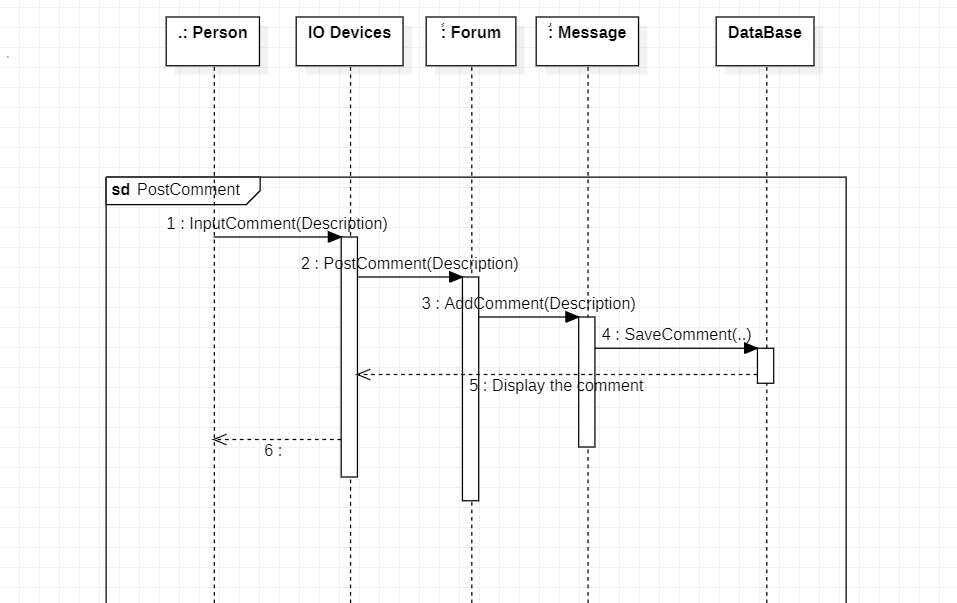 .: Person
IO Devices
: Forum
: Message
DataBase
sd PostComment
1 : InputComment(Description)
2 : PostComment(Description)
3 : AddComment(Description)
4 : SaveComment(..)
5 : Display the comment
6 :